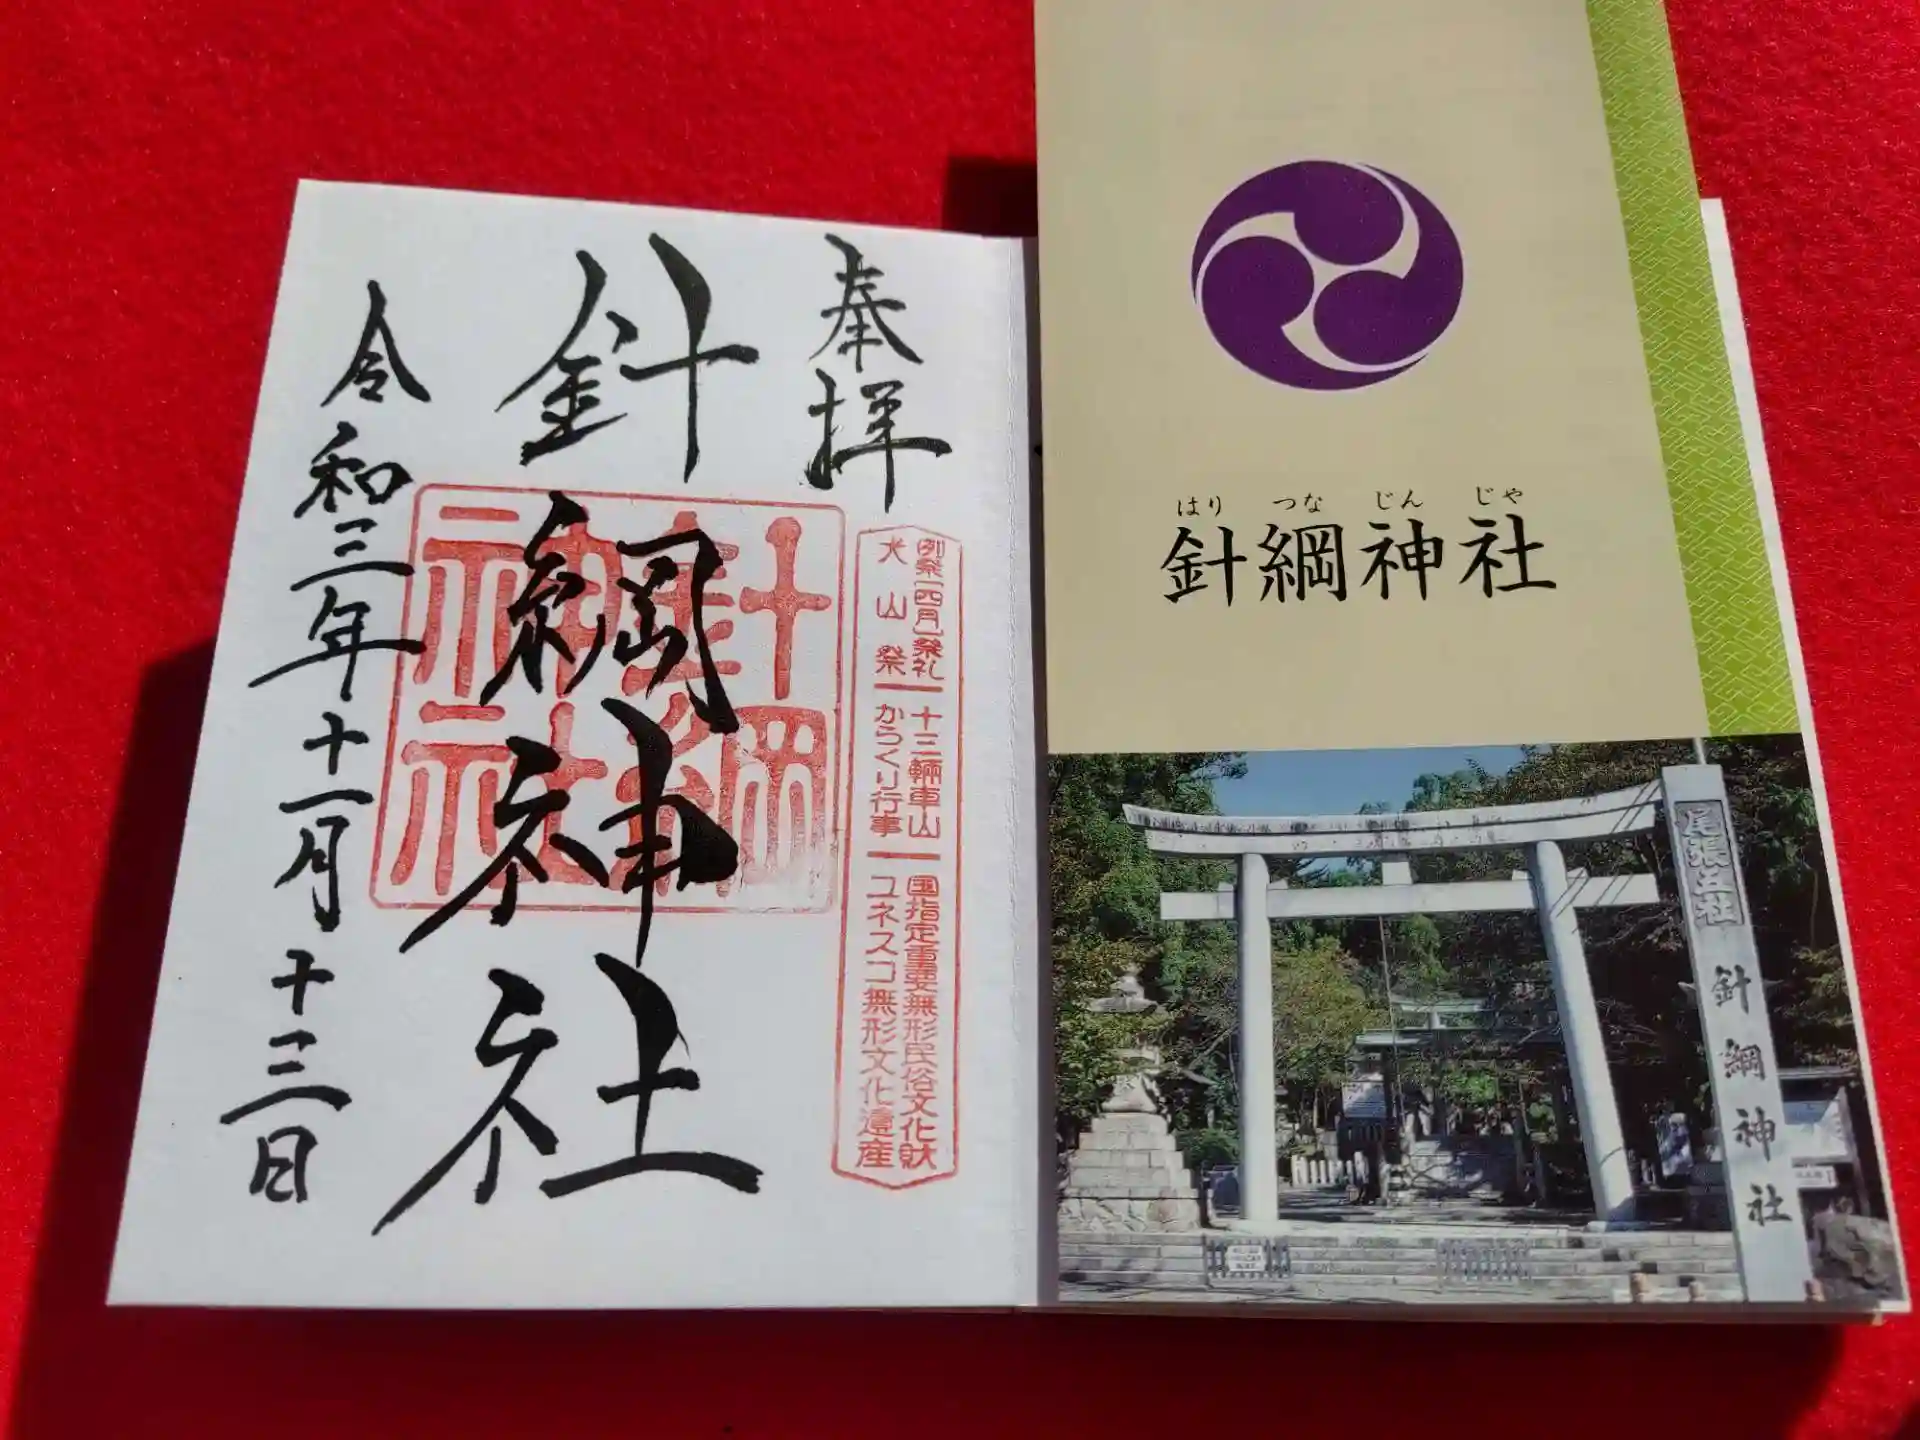 奉拝
針綱神社
令和三年十一月十三日
針綱神社
例祭(四月)祭礼 十三輛車山 国指定重要無形民俗文化財
犬山祭 からくり行事 ユネスコ無形文化遺産
はり つな じん じゃ
針綱神社
尾張五社
針綱神社